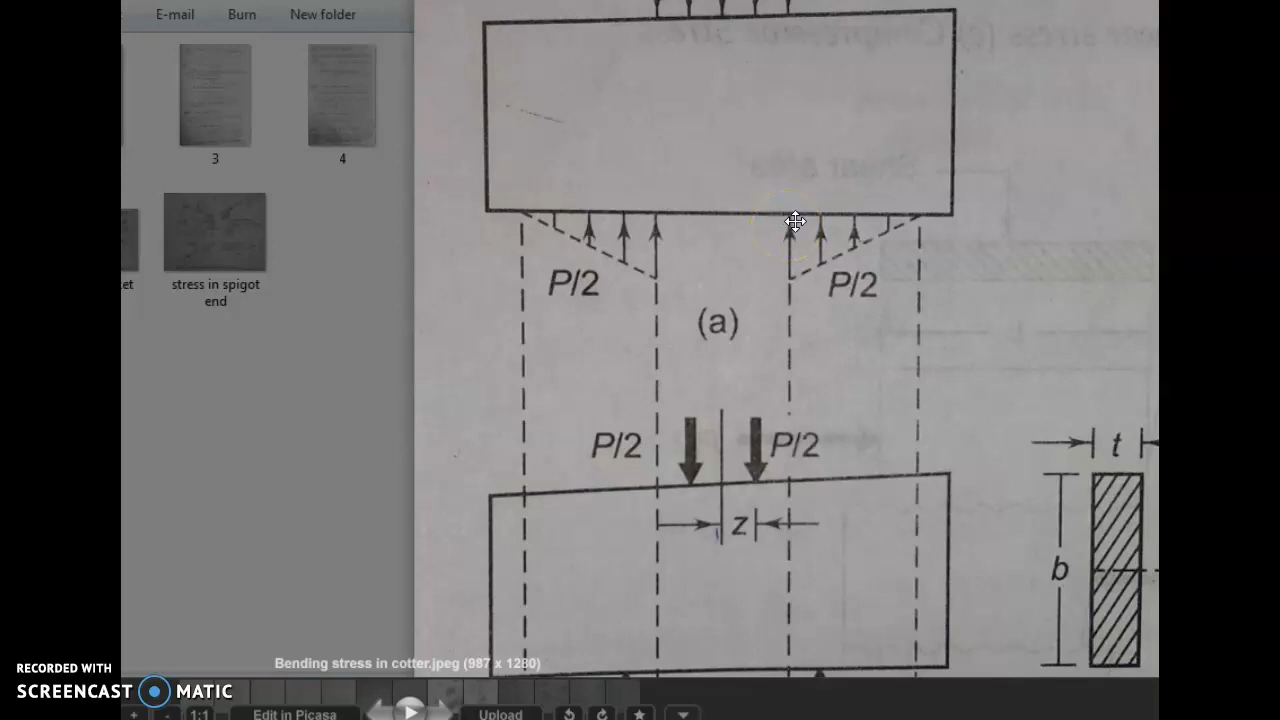 E-mail Burn New folder
3 4
stress in spigot
end
P/2 P/2
(a)
P/2 P/2
z
t
b
Bending stress in cotter.jpeg (987 x 1280)
RECORDED WITH
SCREENCAST MATIC
1:1 Edit in Picasa Upload